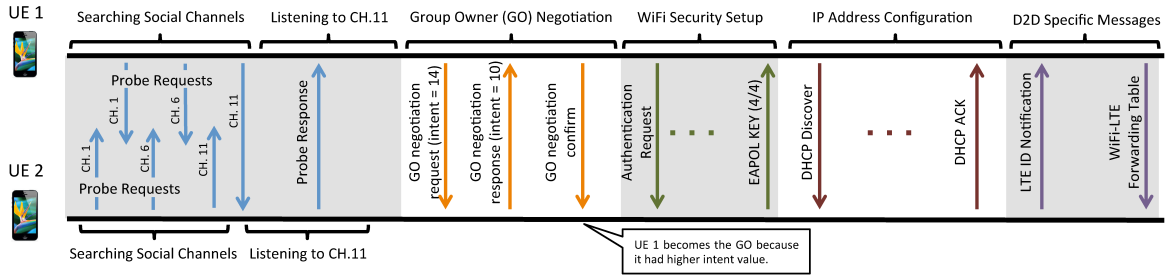 UE 1
Searching Social Channels
Listening to CH.11
Group Owner (GO) Negotiation
WiFi Security Setup
IP Address Configuration
D2D Specific Messages
Probe Requests
CH. 1
CH. 6
CH. 11
CH. 1
CH. 6
CH. 11
Probe Requests
Probe Response
GO negotiation
request (intent = 14)
GO negotiation
response (intent = 10)
GO negotiation
confirm
Authentication
Request
EAPOL KEY (4/4)
DHCP Discover
DHCP ACK
LTE ID Notification
WiFi-LTE
Forwarding Table
UE 2
Searching Social Channels
Listening to CH.11
UE 1 becomes the GO because
it had higher intent value.